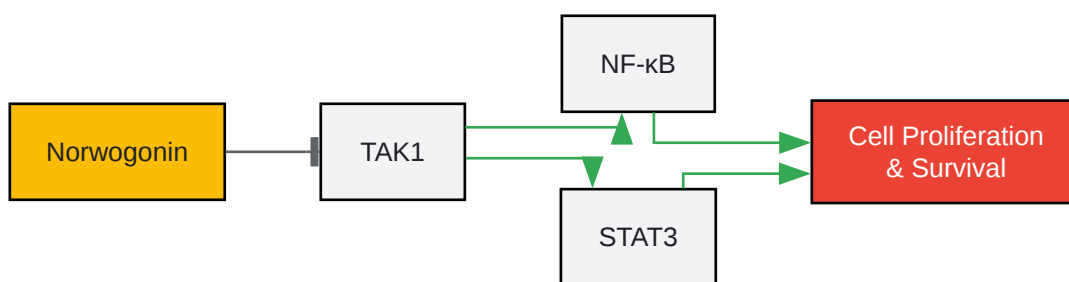 Norwogonin
TAK1
NF-κB
STAT3
Cell Proliferation
& Survival